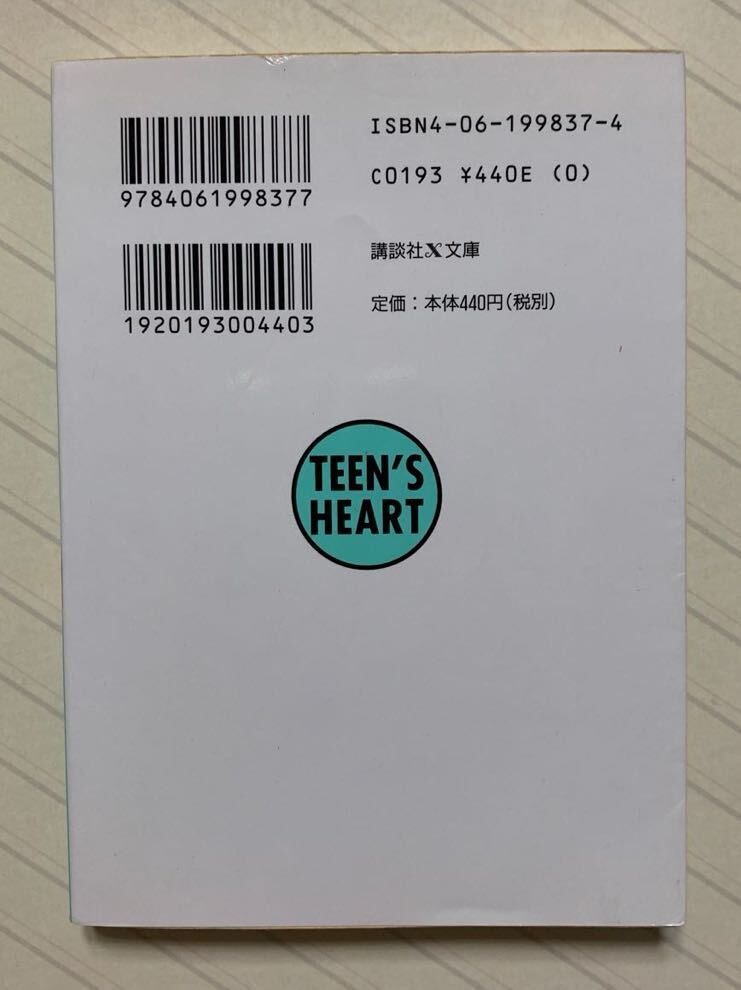 9784061998377
ISBN4-06-199837-4
C0193 ¥440E (0)
1920193004403
講談社X文庫
定価：本体440円（税別）
TEEN'S
HEART